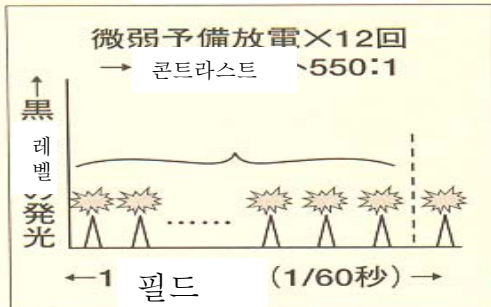 微弱予備放電×12回
→ 콘트라스트 550:1
↑黒 레벨 の発光
←1 필드 (1/60秒)→